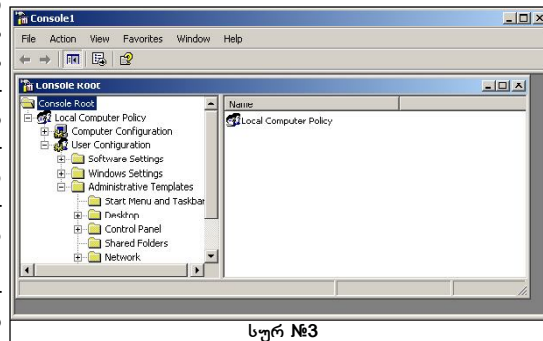 Console1
File Action View Favorites Window Help
Console Root
Console Root
Local Computer Policy
Computer Configuration
User Configuration
Software Settings
Windows Settings
Administrative Templates
Start Menu and Taskbar
Desktop
Control Panel
Shared Folders
Network
Name
Local Computer Policy
სურ №3